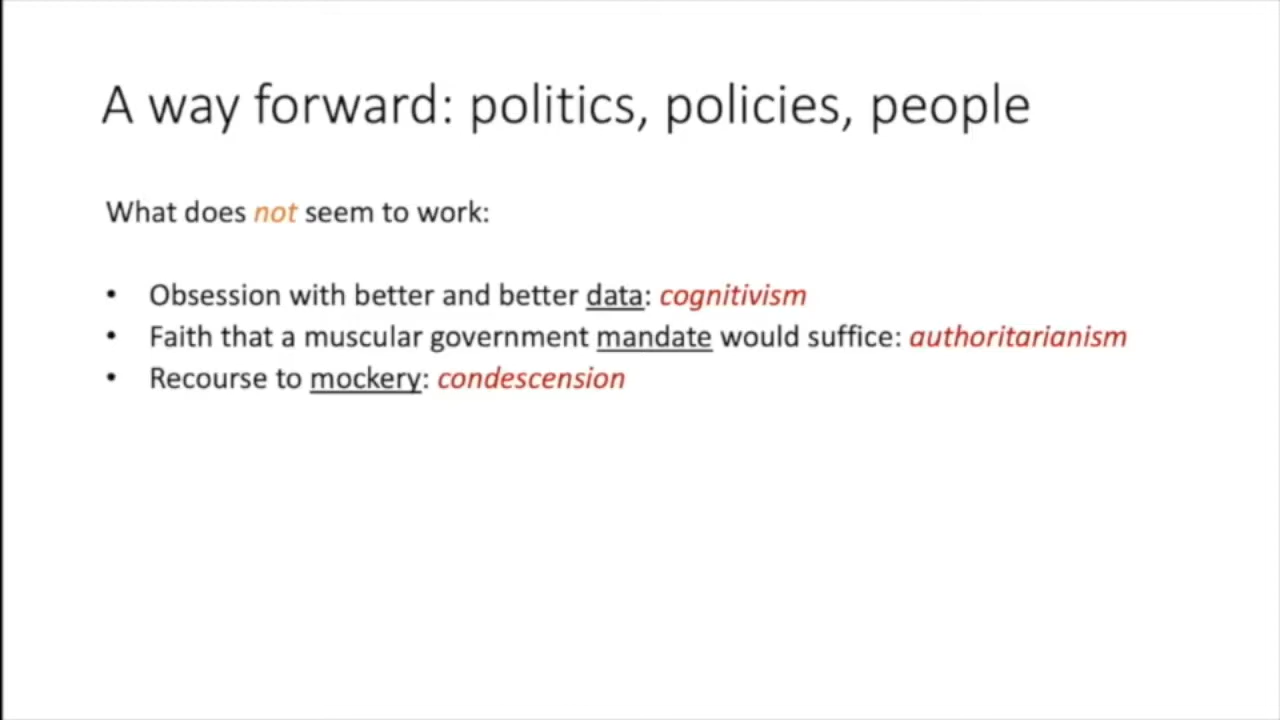 A way forward: politics, policies, people
What does not seem to work:
• Obsession with better and better data: cognitivism
• Faith that a muscular government mandate would suffice: authoritarianism
• Recourse to mockery: condescension